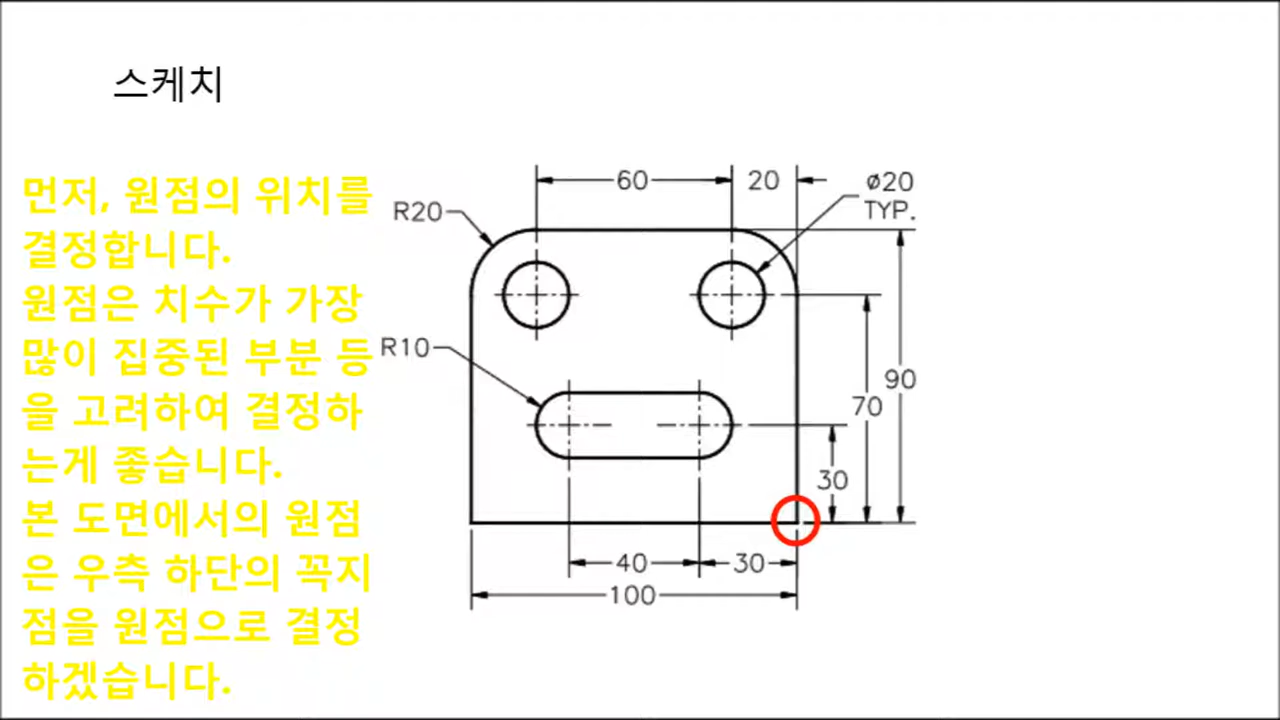 스케치
먼저, 원점의 위치를
결정합니다.
원점은 치수가 가장
많이 집중된 부분 등
을 고려하여 결정하
는게 좋습니다.
본 도면에서의 원점
은 우측 하단의 꼭지
점을 원점으로 결정
하겠습니다.
60
20
ø20
TYP.
R20
R10
90
70
30
40
30
100